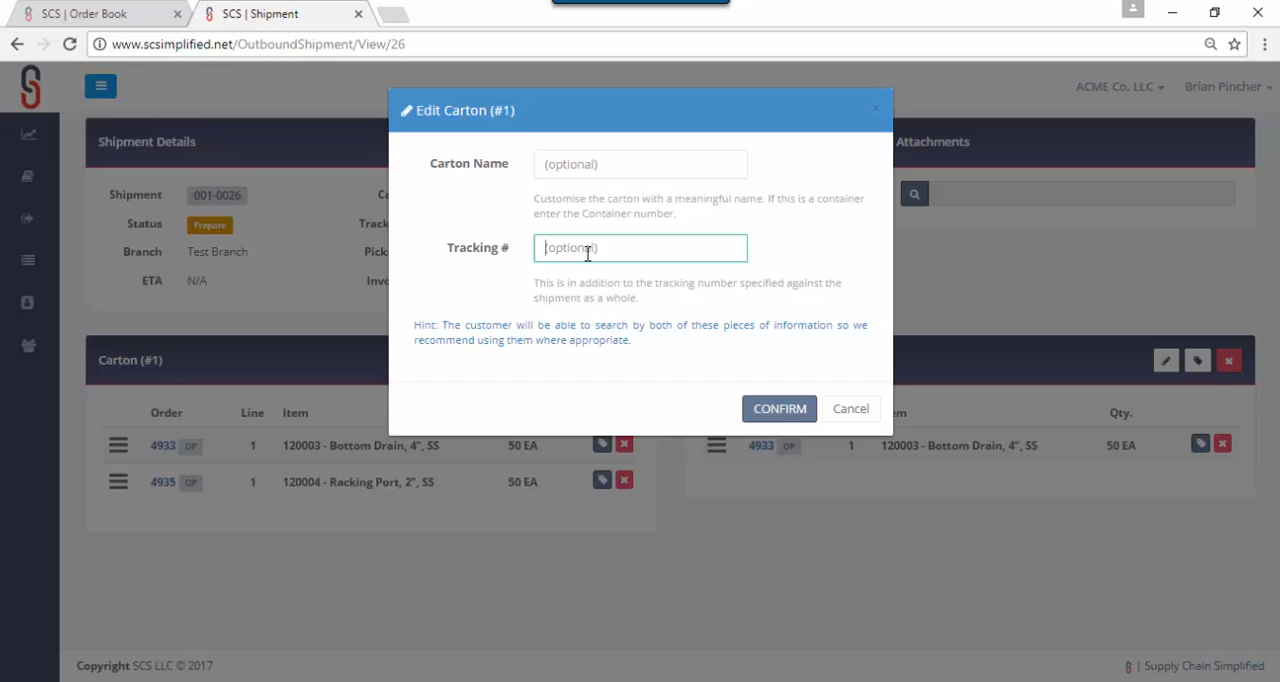 SCS | Order Book
SCS | Shipment
www.scsimplified.net/OutboundShipment/View/26
ACME Co. LLC
Brian Pincher
Shipment Details
Attachments
Shipment 001-0026
Status Prepare
Branch Test Branch
ETA N/A
Edit Carton (#1)
Carton Name (optional)
Customise the carton with a meaningful name. If this is a container
enter the Container number.
Tracking # (optional)
This is in addition to the tracking number specified against the
shipment as a whole.
Hint: The customer will be able to search by both of these pieces of information so we
recommend using them where appropriate.
CONFIRM Cancel
Carton (#1)
Order Line Item
4933 OP 1 120003 - Bottom Drain, 4”, SS 50 EA
4935 OP 1 120004 - Racking Port, 2”, SS 50 EA
Qty.
4933 OP 1 120003 - Bottom Drain, 4”, SS 50 EA
Copyright SCS LLC © 2017
| Supply Chain Simplified